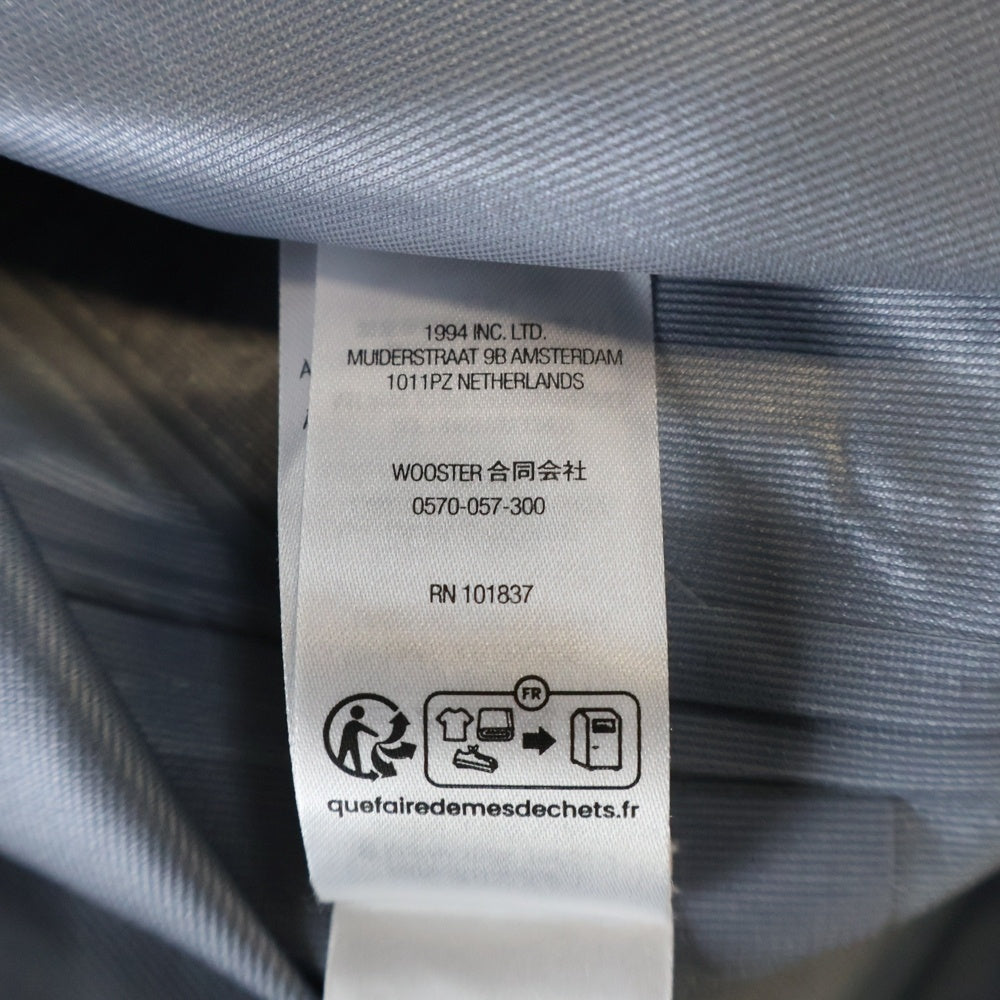 1994 INC. LTD.
MUIDERSTRAAT 9B AMSTERDAM
1011PZ NETHERLANDS
WOOSTER 合同会社
0570-057-300
RN 101837
FR
quefairedemesdechets.fr